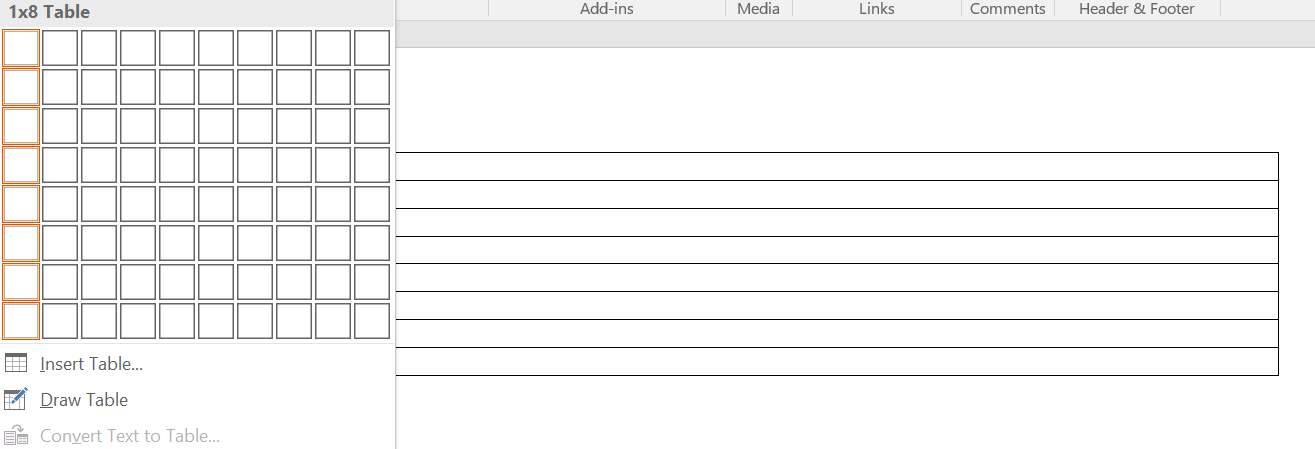 1x8 Table
Add-ins
Media
Links
Comments
Header & Footer
Insert Table...
Draw Table
Convert Text to Table...